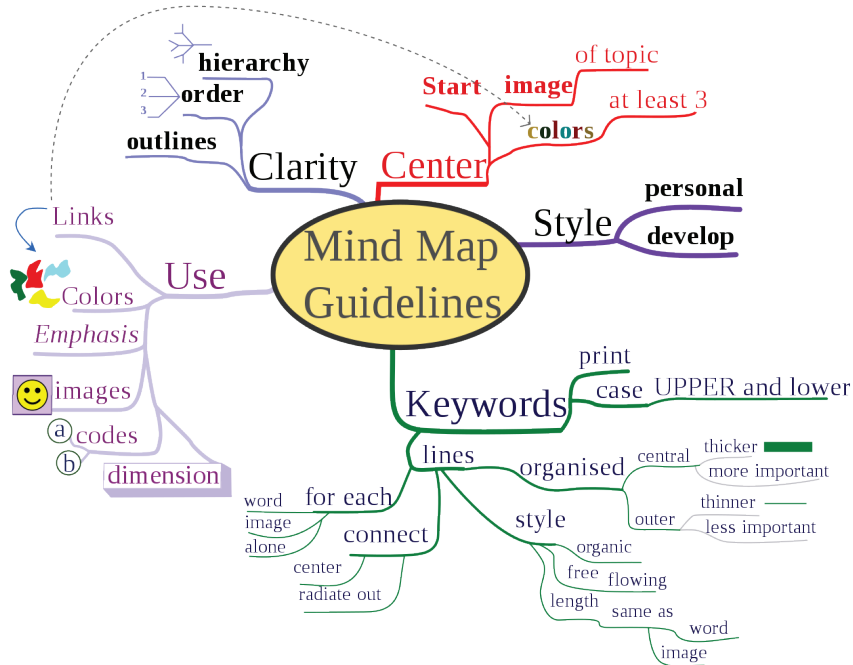 Mind Map
Guidelines
Clarity
hierarchy
1
2
3
order
outlines
Center
Start
image
of topic
colors
at least 3
Style
personal
develop
Keywords
print
case
UPPER and lower
lines
organised
central
thicker
more important
outer
thinner
less important
style
organic
free
flowing
length
same as
word
image
connect
center
radiate out
for each
word
image
alone
Use
Links
Colors
Emphasis
images
codes
a
b
dimension